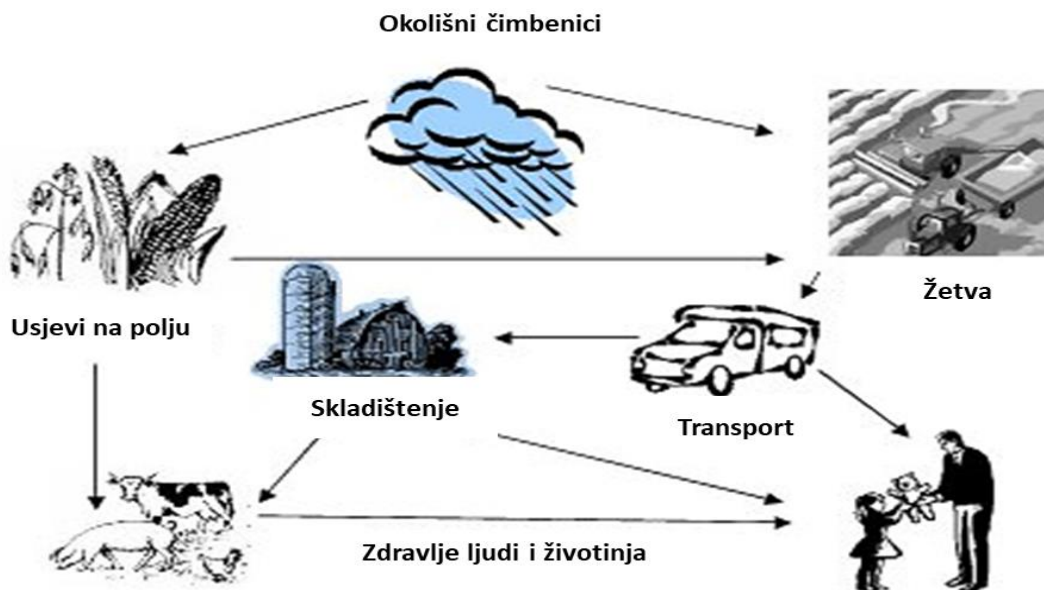 Okolišni čimbenici
Žetva
Usjevi na polju
Skladištenje
Transport
Zdravlje ljudi i životinja